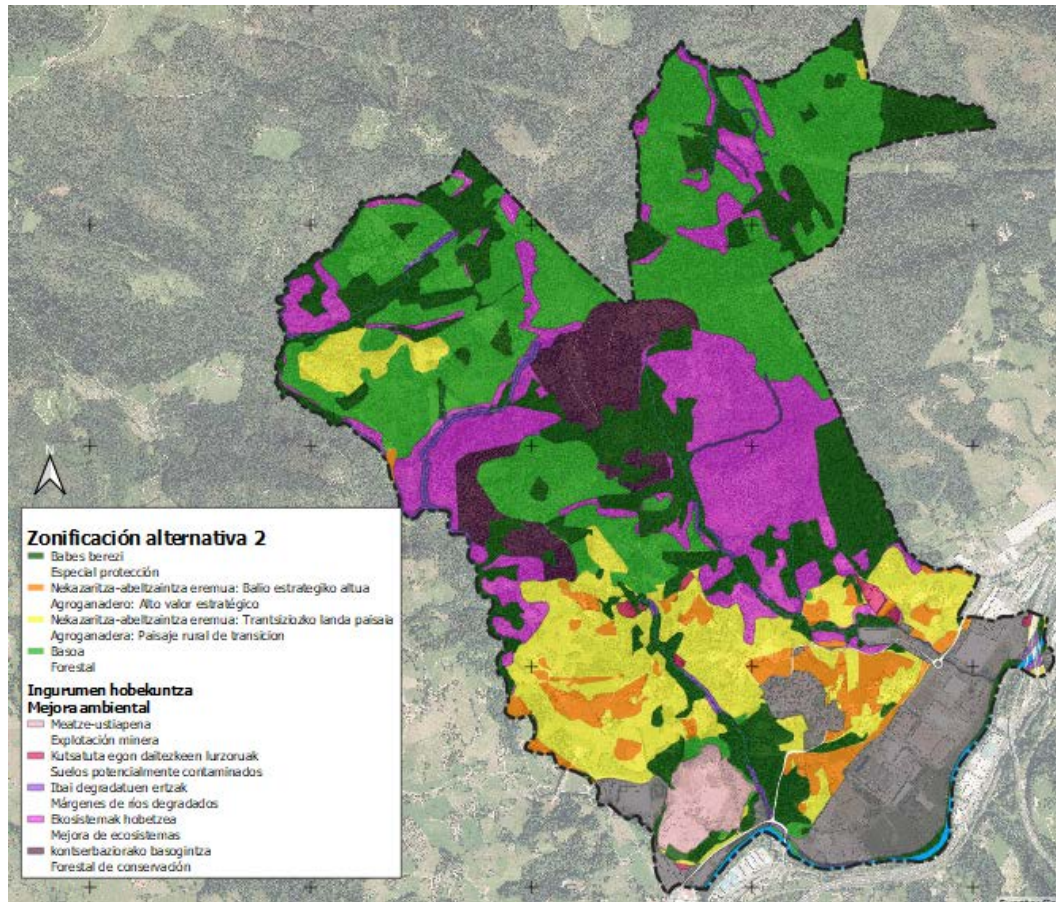 N
Zonificación alternativa 2
Babes berezi
Especial protección
Nekazaritza-abeltzaintza eremua: Balio estrategiko altua
Agroganadero: Alto valor estratégico
Nekazaritza-abeltzaintza eremua: Trantsiziozko landa paisaia
Agroganadera: Paisaje rural de transicion
Basoa
Forestal
Ingurumen hobekuntza
Mejora ambiental
Meatze-ustiapena
Explotación minera
Kutsatuta egon daitezkeen lurzoruak
Suelos potencialmente contaminados
Ibai degradatuen ertzak
Márgenes de ríos degradados
Ekosistemak hobetzea
Mejora de ecosistemas
kontserbaziorako basogintza
Forestal de conservación